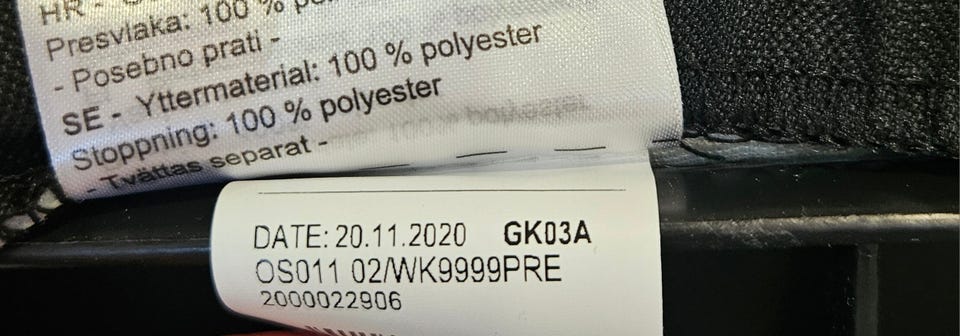 HR -
Presvlaka: 100 %
- Posebno prati -
SE - Yttermaterial: 100 % polyester
Stoppning: 100 % polyester
- Tvättas separat -
DATE: 20.11.2020 GK03A
OS011 02/WK9999PRE
2000022906